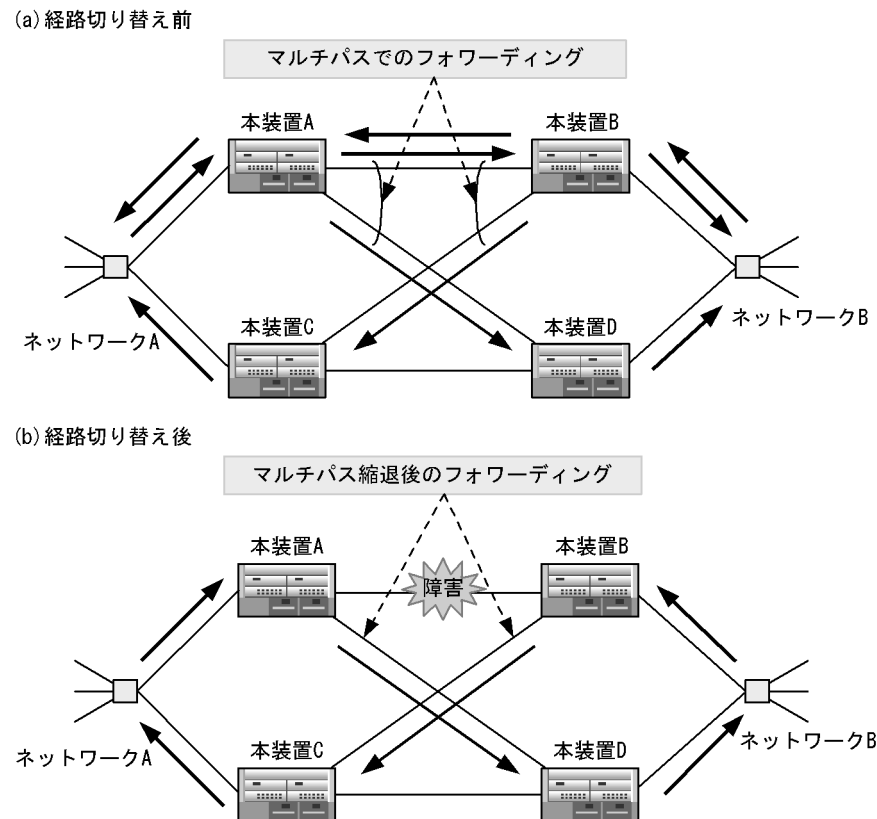 (a)経路切り替え前
マルチパスでのフォワーディング
本装置A
本装置B
本装置C
本装置D
ネットワークA
ネットワークB
(b)経路切り替え後
マルチパス縮退後のフォワーディング
本装置A
本装置B
障害
本装置C
本装置D
ネットワークA
ネットワークB